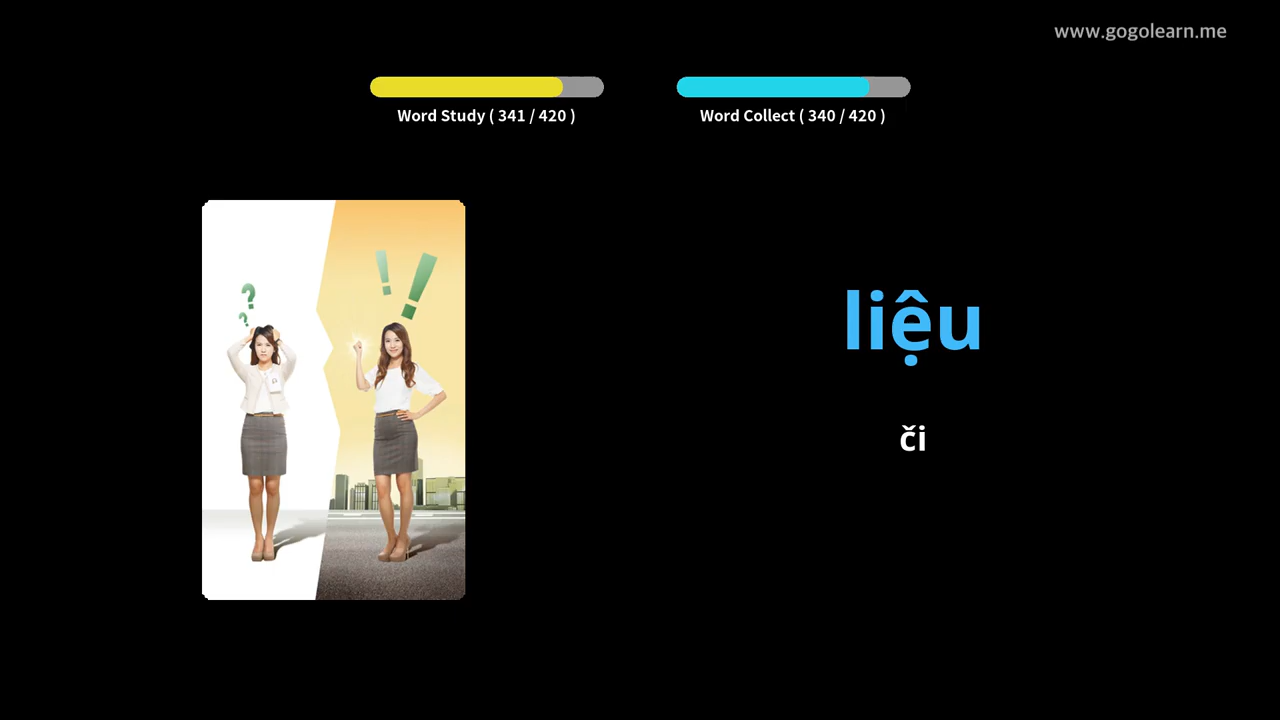 www.gogolearn.me
Word Study ( 341 / 420 )
Word Collect ( 340 / 420 )
? ?
! !
liệu
či